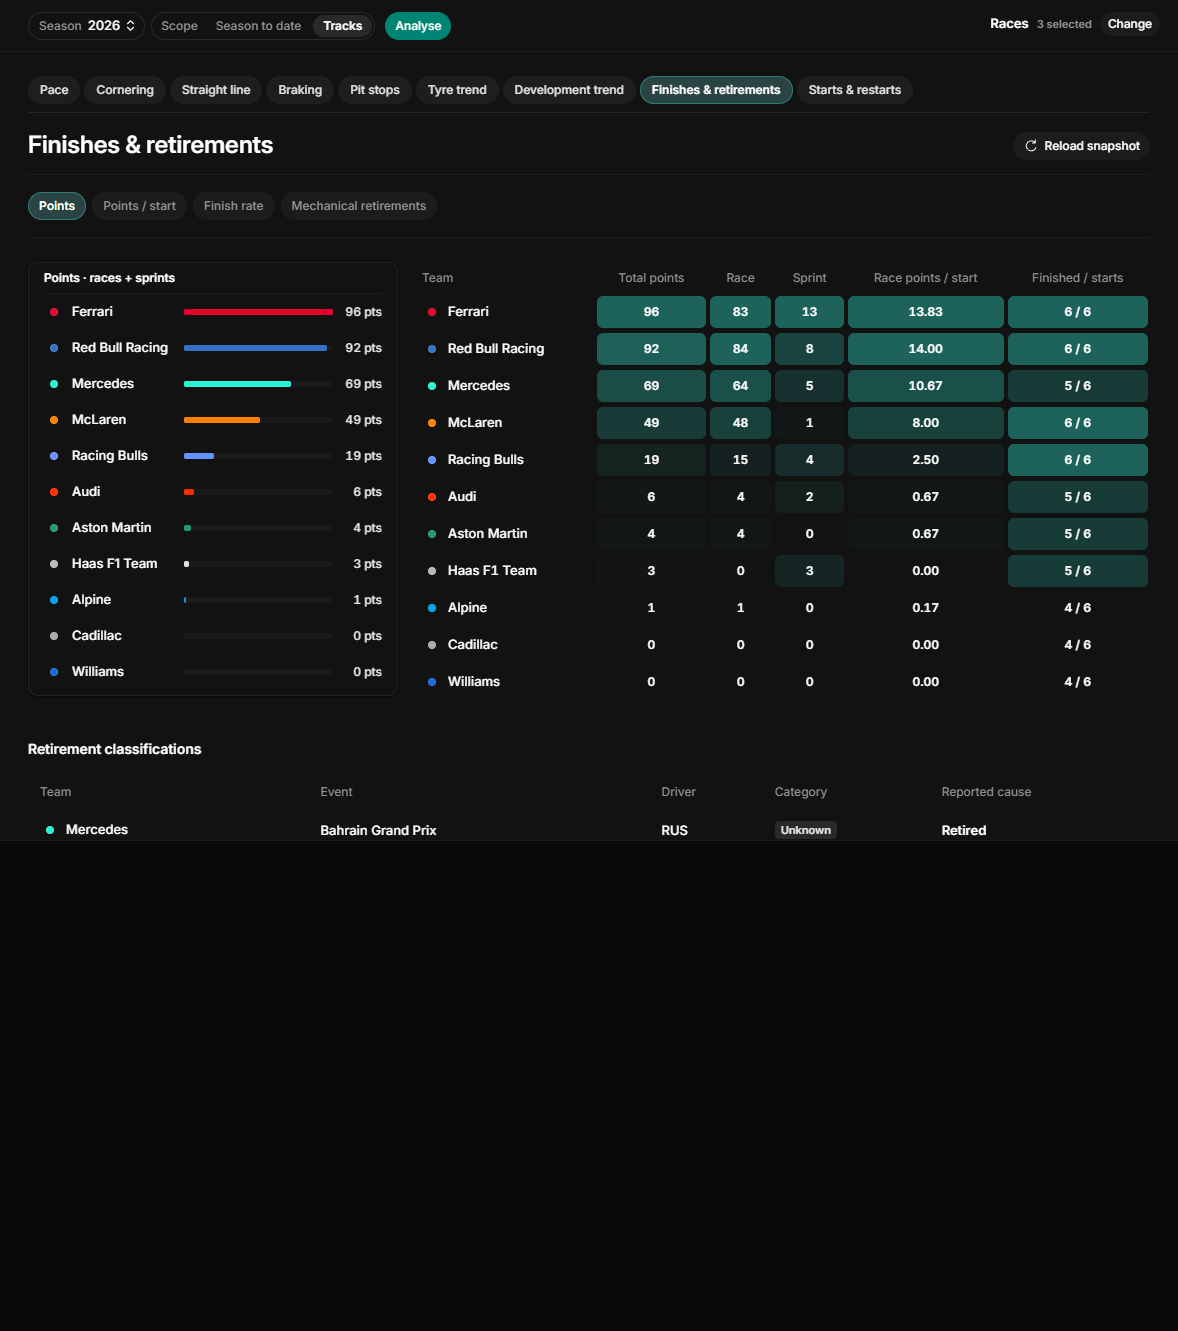 Season 2026 Scope Season to date Tracks Analyse Races 3 selected Change
Pace Cornering Straight line Braking Pit stops Tyre trend Development trend Finishes & retirements Starts & restarts
Finishes & retirements Reload snapshot
Points Points / start Finish rate Mechanical retirements
Points · races + sprints
Ferrari 96 pts
Red Bull Racing 92 pts
Mercedes 69 pts
McLaren 49 pts
Racing Bulls 19 pts
Audi 6 pts
Aston Martin 4 pts
Haas F1 Team 3 pts
Alpine 1 pts
Cadillac 0 pts
Williams 0 pts
Team Total points Race Sprint Race points / start Finished / starts
Ferrari 96 83 13 13.83 6 / 6
Red Bull Racing 92 84 8 14.00 6 / 6
Mercedes 69 64 5 10.67 5 / 6
McLaren 49 48 1 8.00 6 / 6
Racing Bulls 19 15 4 2.50 6 / 6
Audi 6 4 2 0.67 5 / 6
Aston Martin 4 4 0 0.67 5 / 6
Haas F1 Team 3 0 3 0.00 5 / 6
Alpine 1 1 0 0.17 4 / 6
Cadillac 0 0 0 0.00 4 / 6
Williams 0 0 0 0.00 4 / 6
Retirement classifications
Team Event Driver Category Reported cause
Mercedes Bahrain Grand Prix RUS Unknown Retired